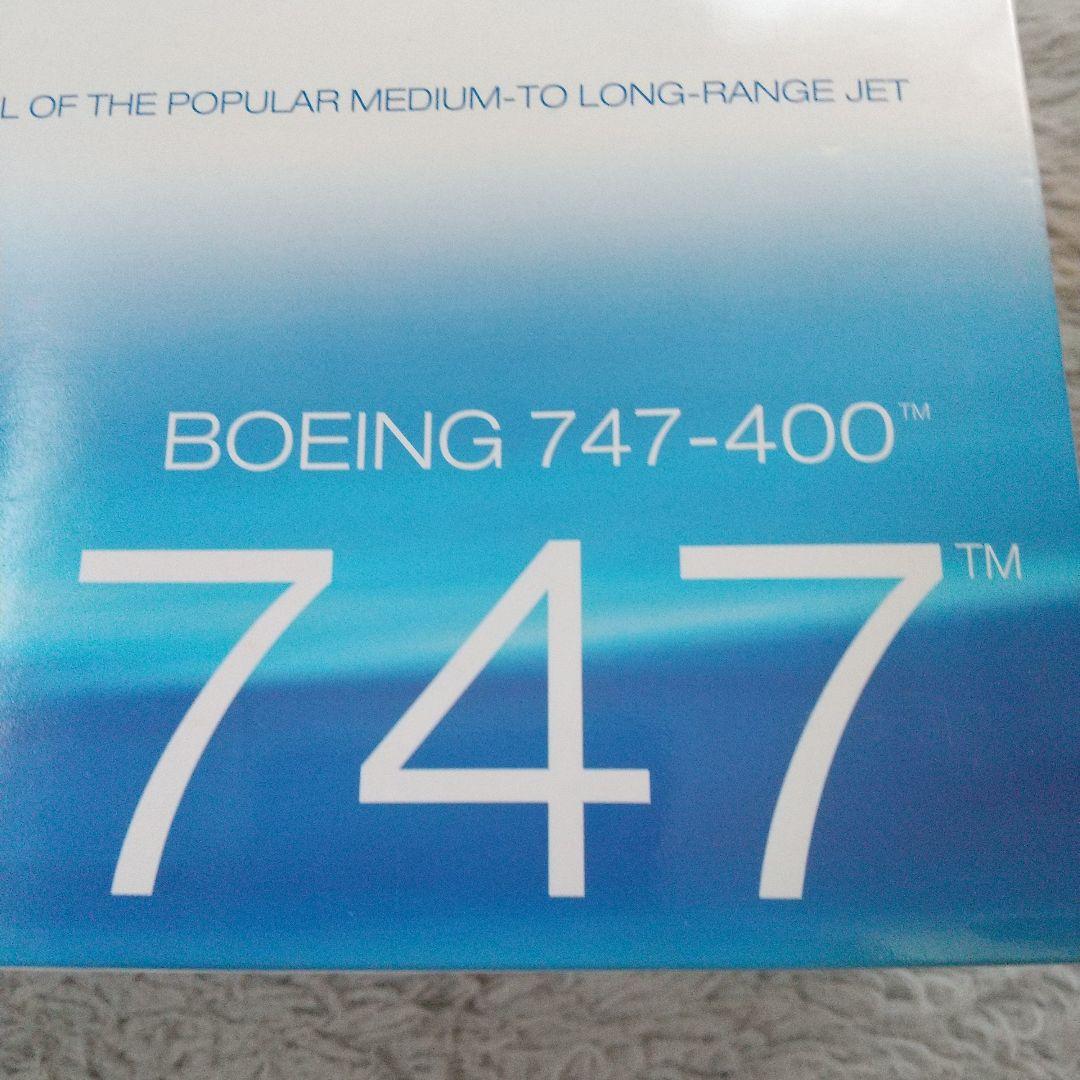 OF THE POPULAR MEDIUM-TO LONG-RANGE JET
BOEING 747-400™
747™